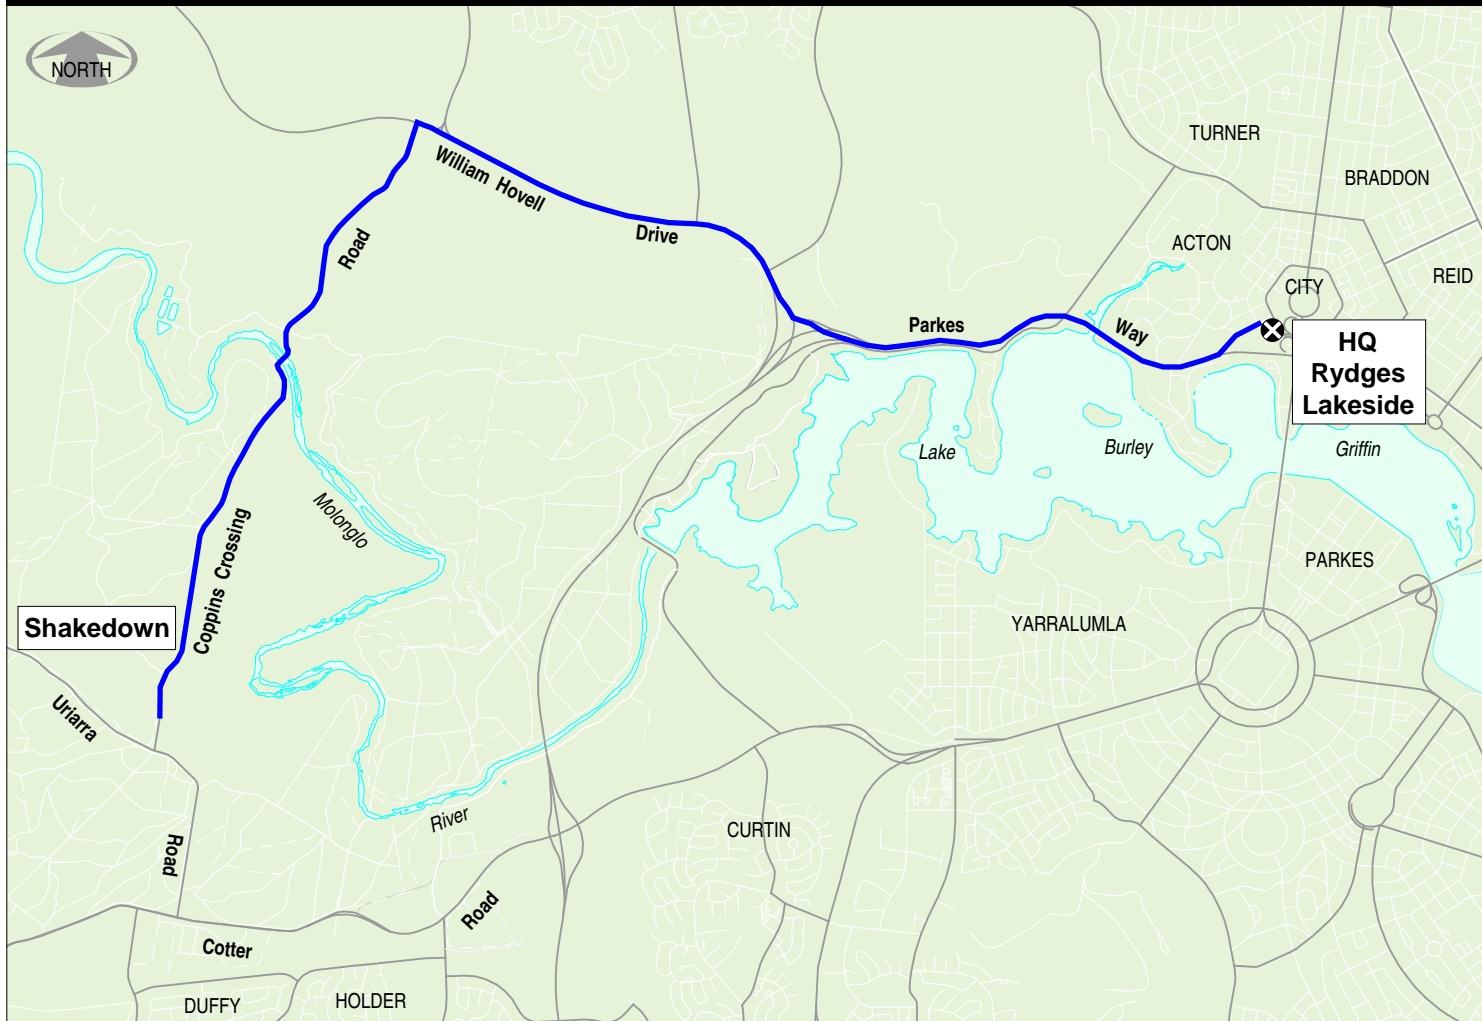 NORTH
TURNER
BRADDON
William Hovell
Drive
Road
ACTON
CITY
REID
Parkes
Way
HQ
Rydges
Lakeside
Lake
Burley
Griffin
Molonglo
Coppins Crossing
PARKES
Shakedown
YARRALUMLA
Uriarra
River
CURTIN
Road
Road
Cotter
DUFFY
HOLDER